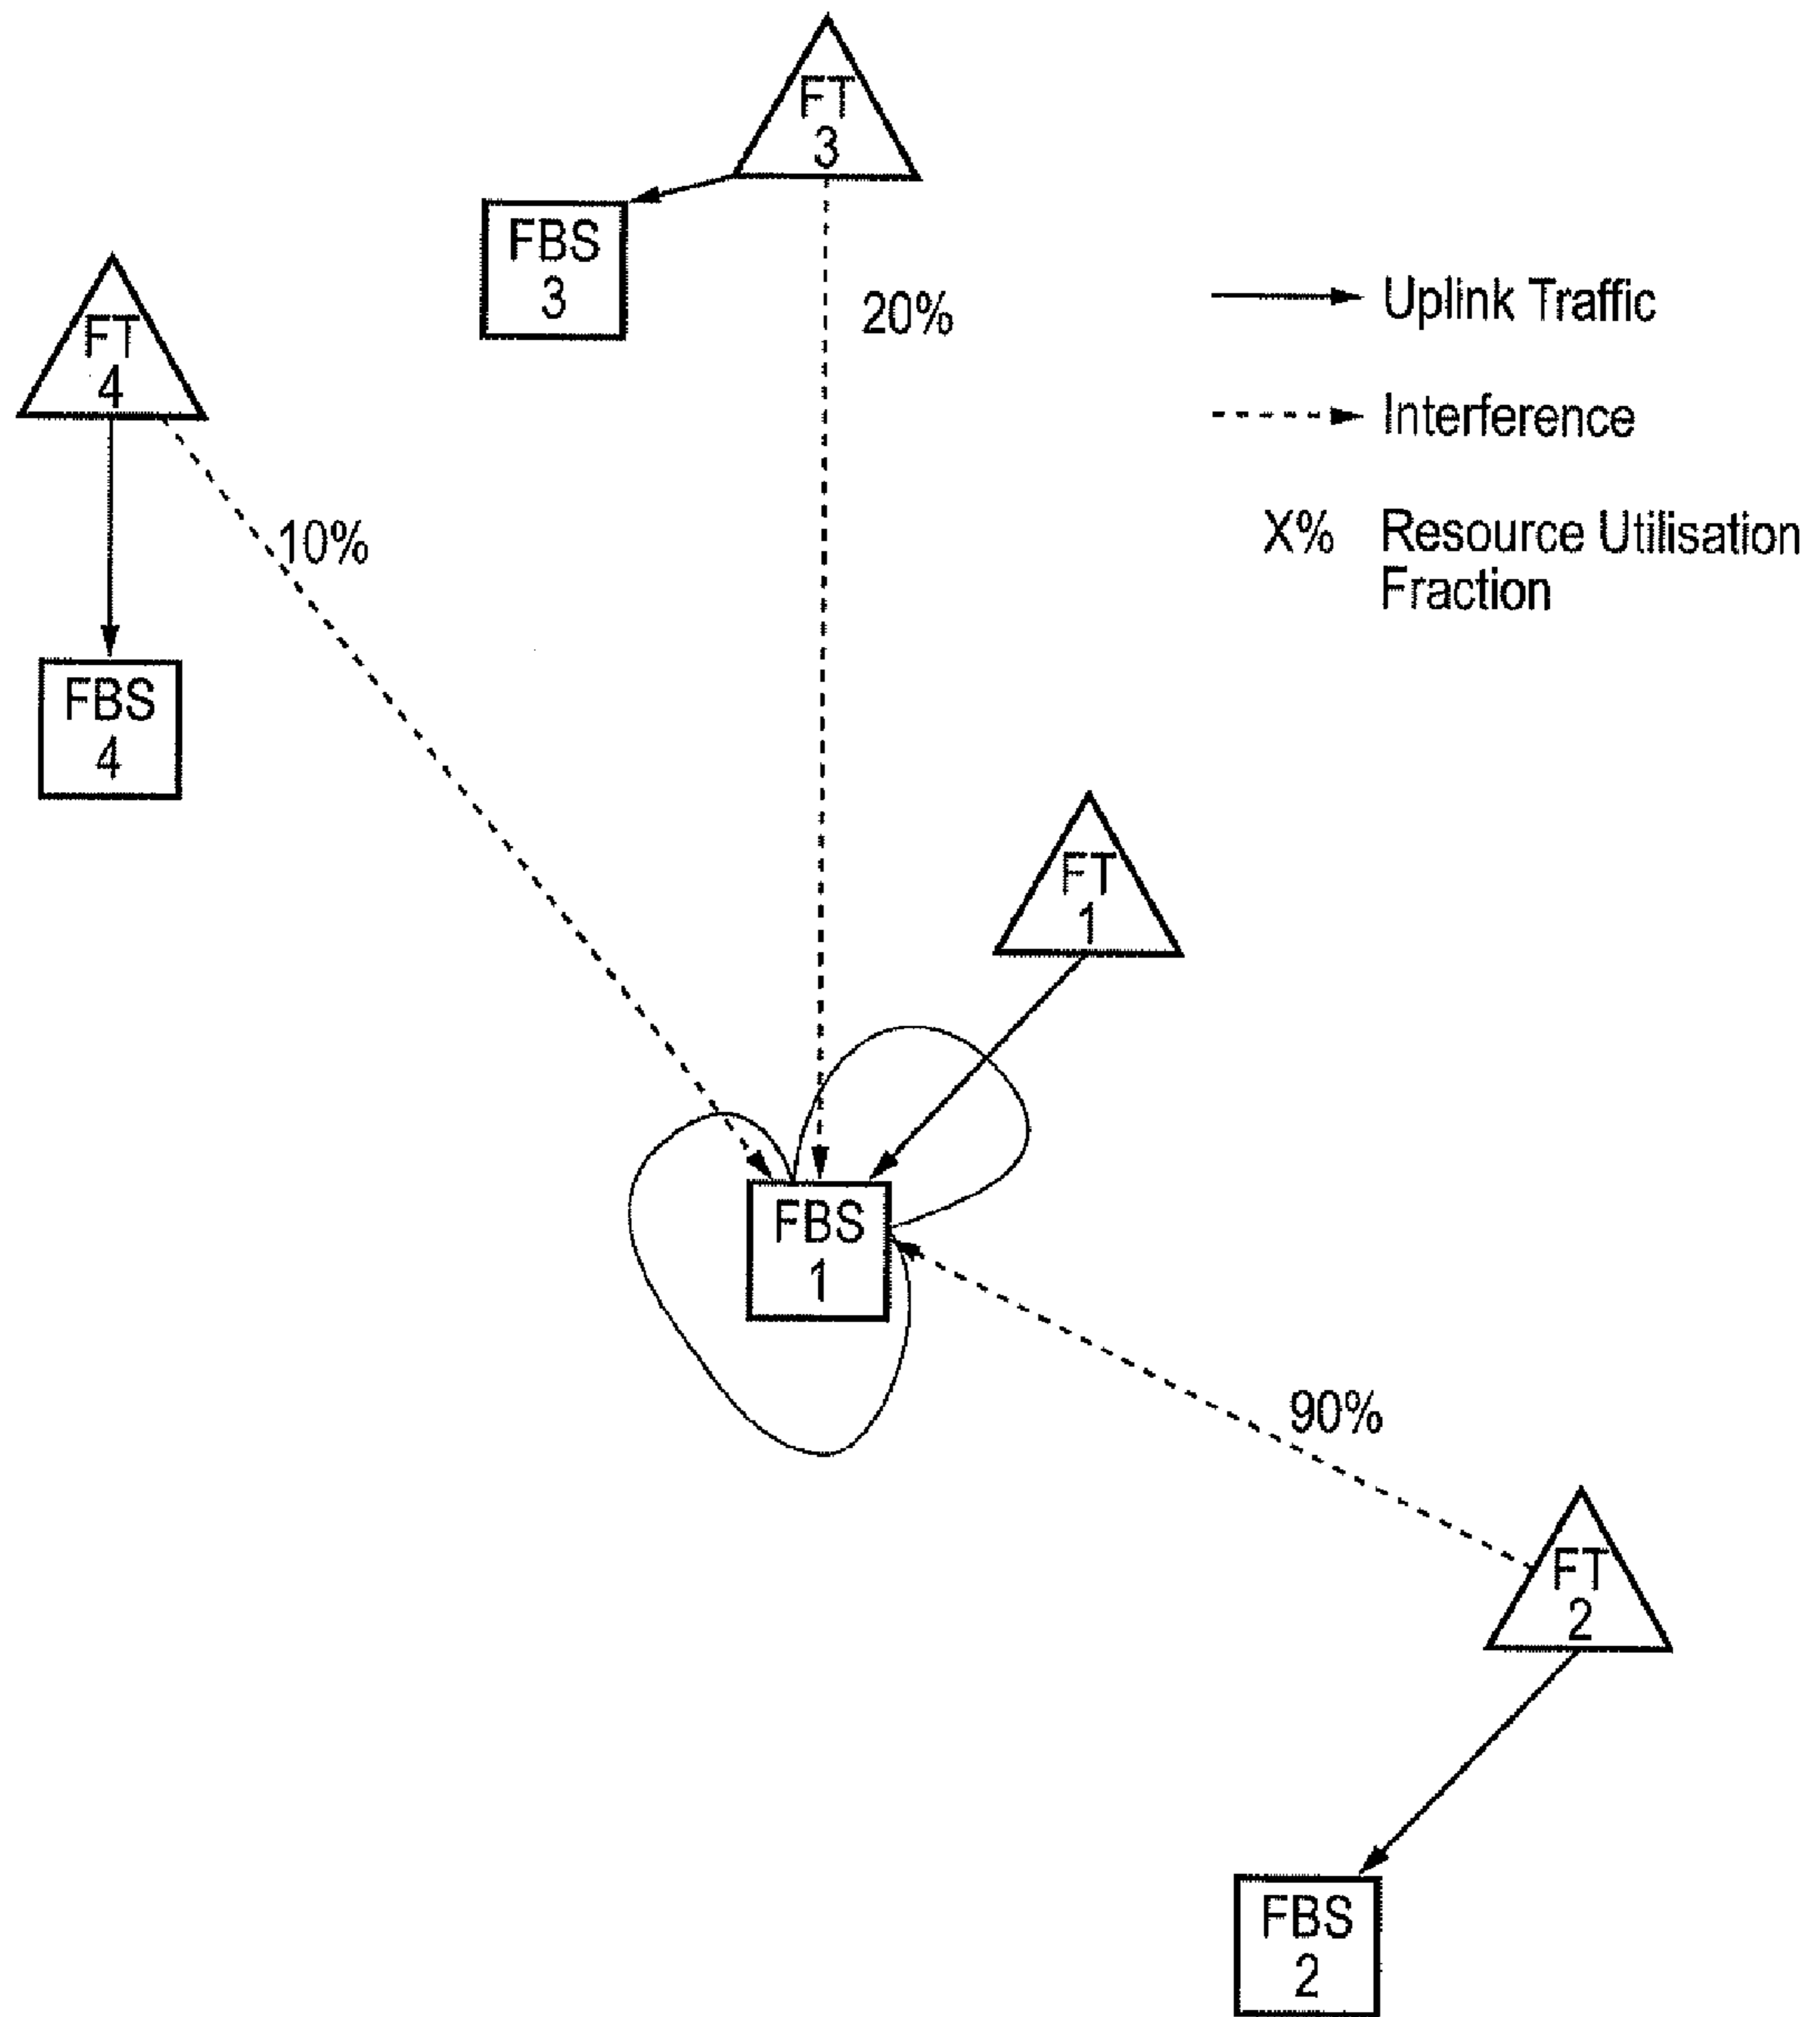 FT
3
FBS
3
20%
Uplink Traffic
FT
4
Interference
10%
X% Resource Utilisation
Fraction
FBS
4
FT
1
FBS
1
90%
FT
2
FBS
2